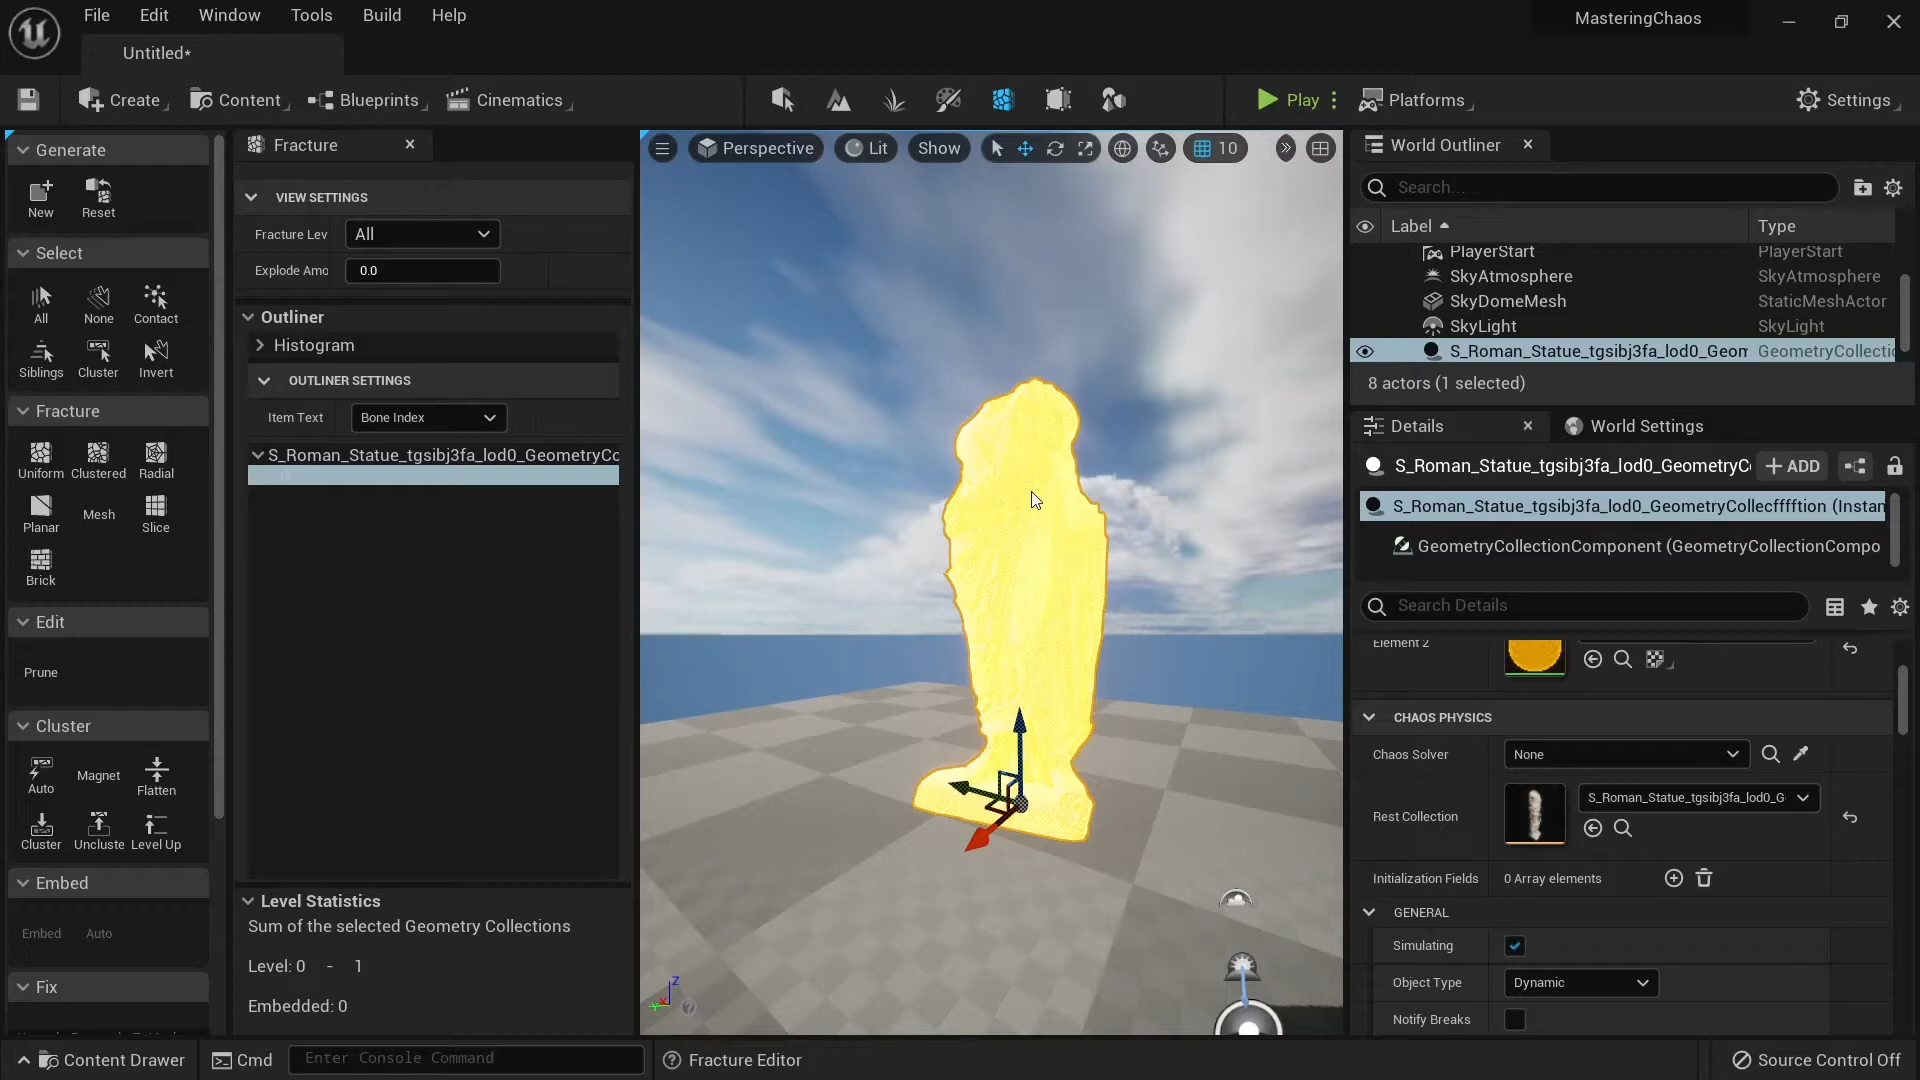 File
Edit
Window
Tools
Build
Help
MasteringChaos
Untitled*
Create
Content
Blueprints
Cinematics
Play
Platforms
Settings
Generate
New
Reset
Select
All
None
Contact
Siblings
Cluster
Invert
Fracture
Uniform
Clustered
Radial
Planar
Mesh
Slice
Brick
Edit
Prune
Cluster
Auto
Magnet
Flatten
Cluster
Uncluste
Level Up
Embed
Embed
Auto
Fix
Fracture
VIEW SETTINGS
Fracture Lev
All
Explode Amo
0.0
Outliner
Histogram
OUTLINER SETTINGS
Item Text
Bone Index
S_Roman_Statue_tgsibj3fa_lod0_GeometryCo
Level Statistics
Sum of the selected Geometry Collections
Level: 0 - 1
Embedded: 0
Perspective
Lit
Show
10
Z
World Outliner
Search...
Label
Type
PlayerStart
PlayerStart
SkyAtmosphere
SkyAtmosphere
SkyDomeMesh
StaticMeshActor
SkyLight
SkyLight
S_Roman_Statue_tgsibj3fa_lod0_Geom
GeometryCollectic
8 actors (1 selected)
Details
World Settings
S_Roman_Statue_tgsibj3fa_lod0_GeometryC
ADD
S_Roman_Statue_tgsibj3fa_lod0_GeometryCollecfffftion (Instan
GeometryCollectionComponent (GeometryCollectionCompo
Search Details
Element 2
CHAOS PHYSICS
Chaos Solver
None
Rest Collection
S_Roman_Statue_tgsibj3fa_lod0_G
Initialization Fields
0 Array elements
GENERAL
Simulating
Object Type
Dynamic
Notify Breaks
Content Drawer
Cmd
Enter Console Command
Fracture Editor
Source Control Off